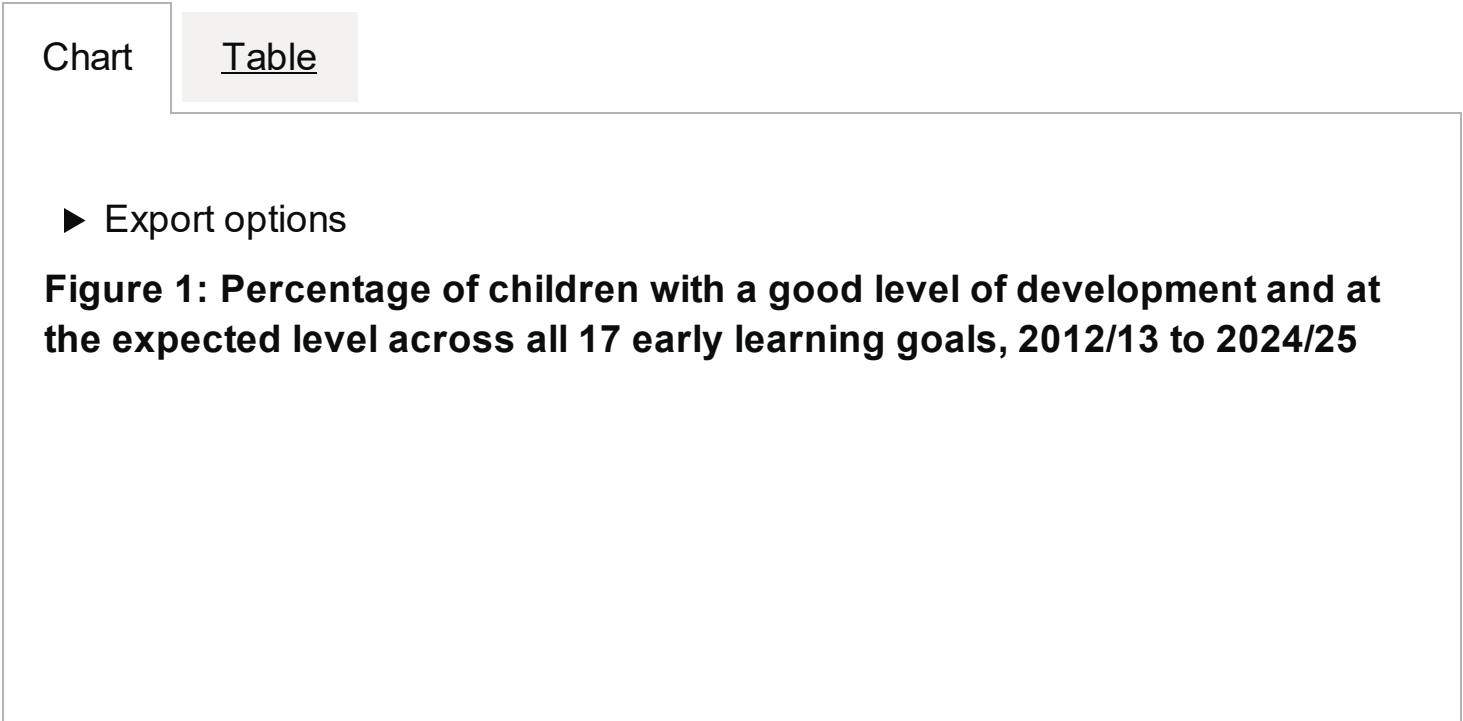 Chart
Table
Export options
Figure 1: Percentage of children with a good level of development and at
the expected level across all 17 early learning goals, 2012/13 to 2024/25